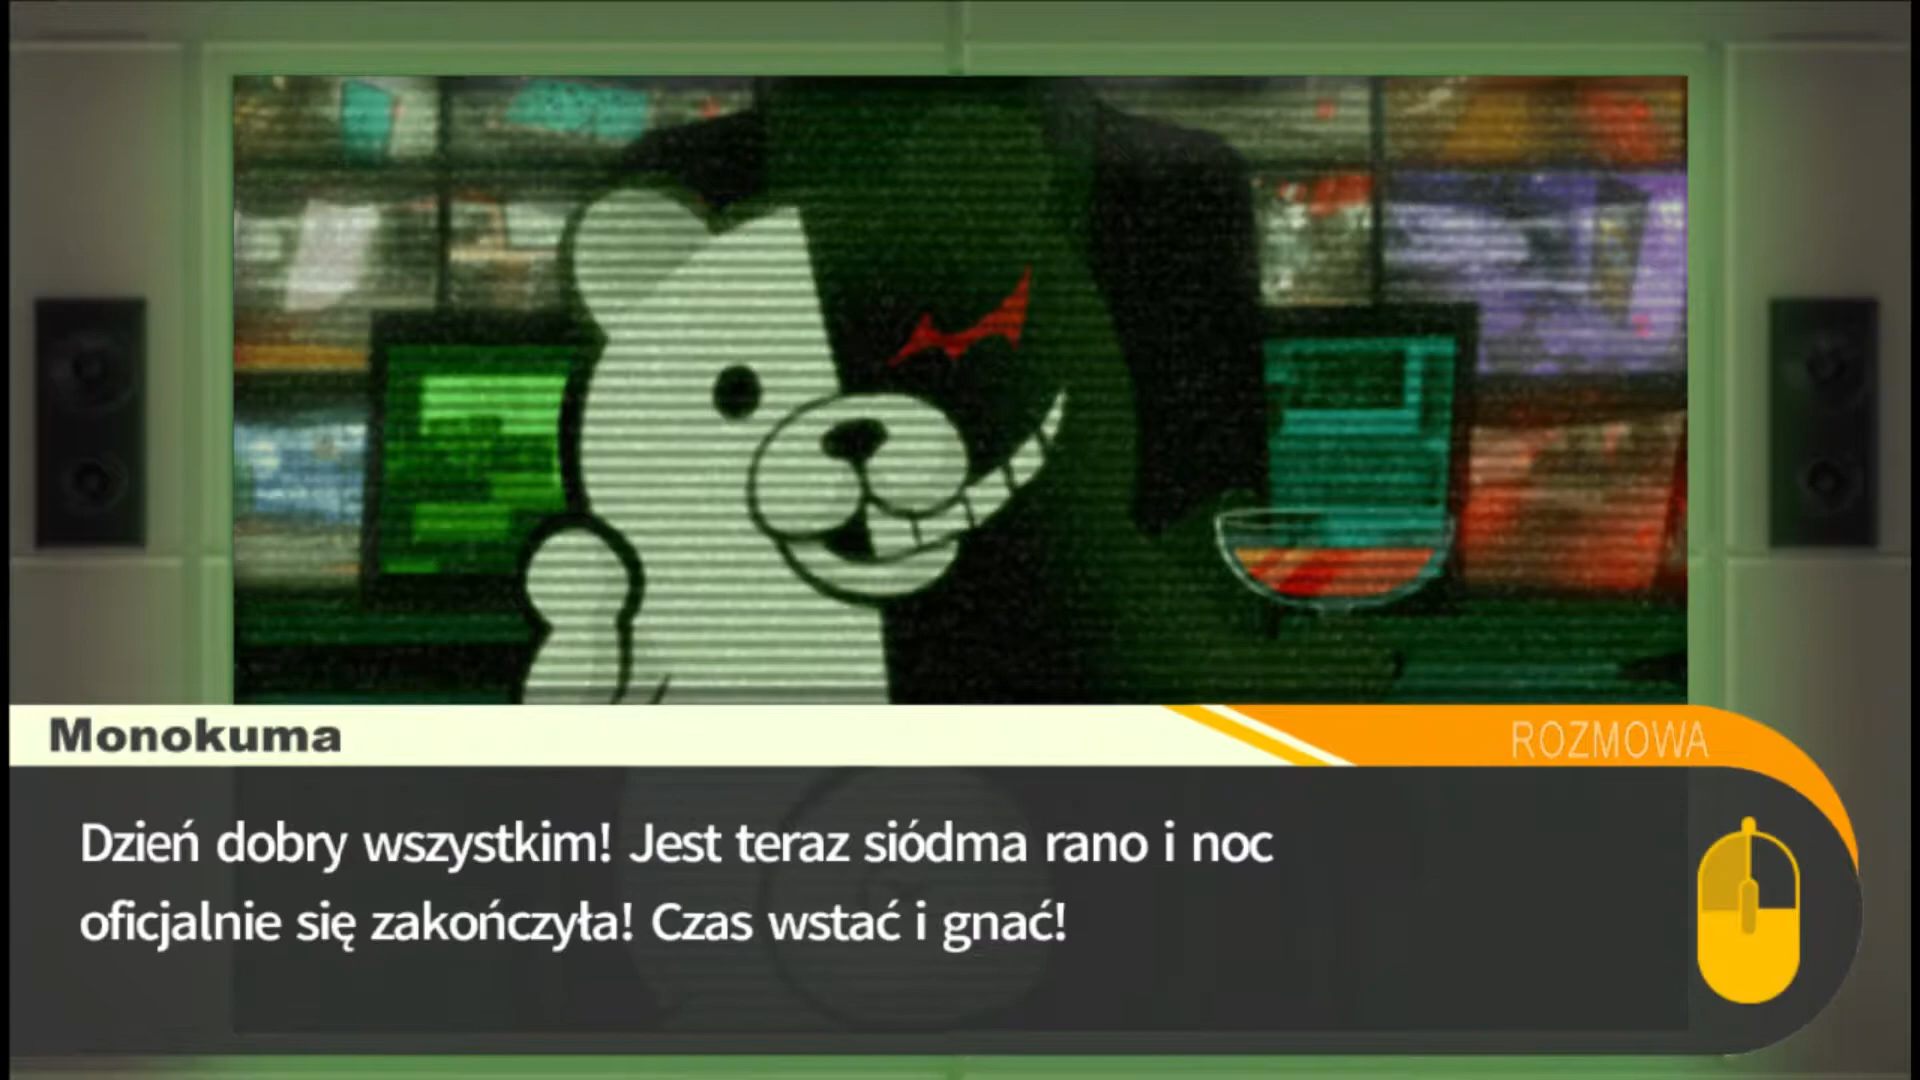 Monokuma
ROZMOWA
Dzień dobry wszystkim! Jest teraz siódma rano i noc
oficjalnie się zakończyła! Czas wstać i gnać!